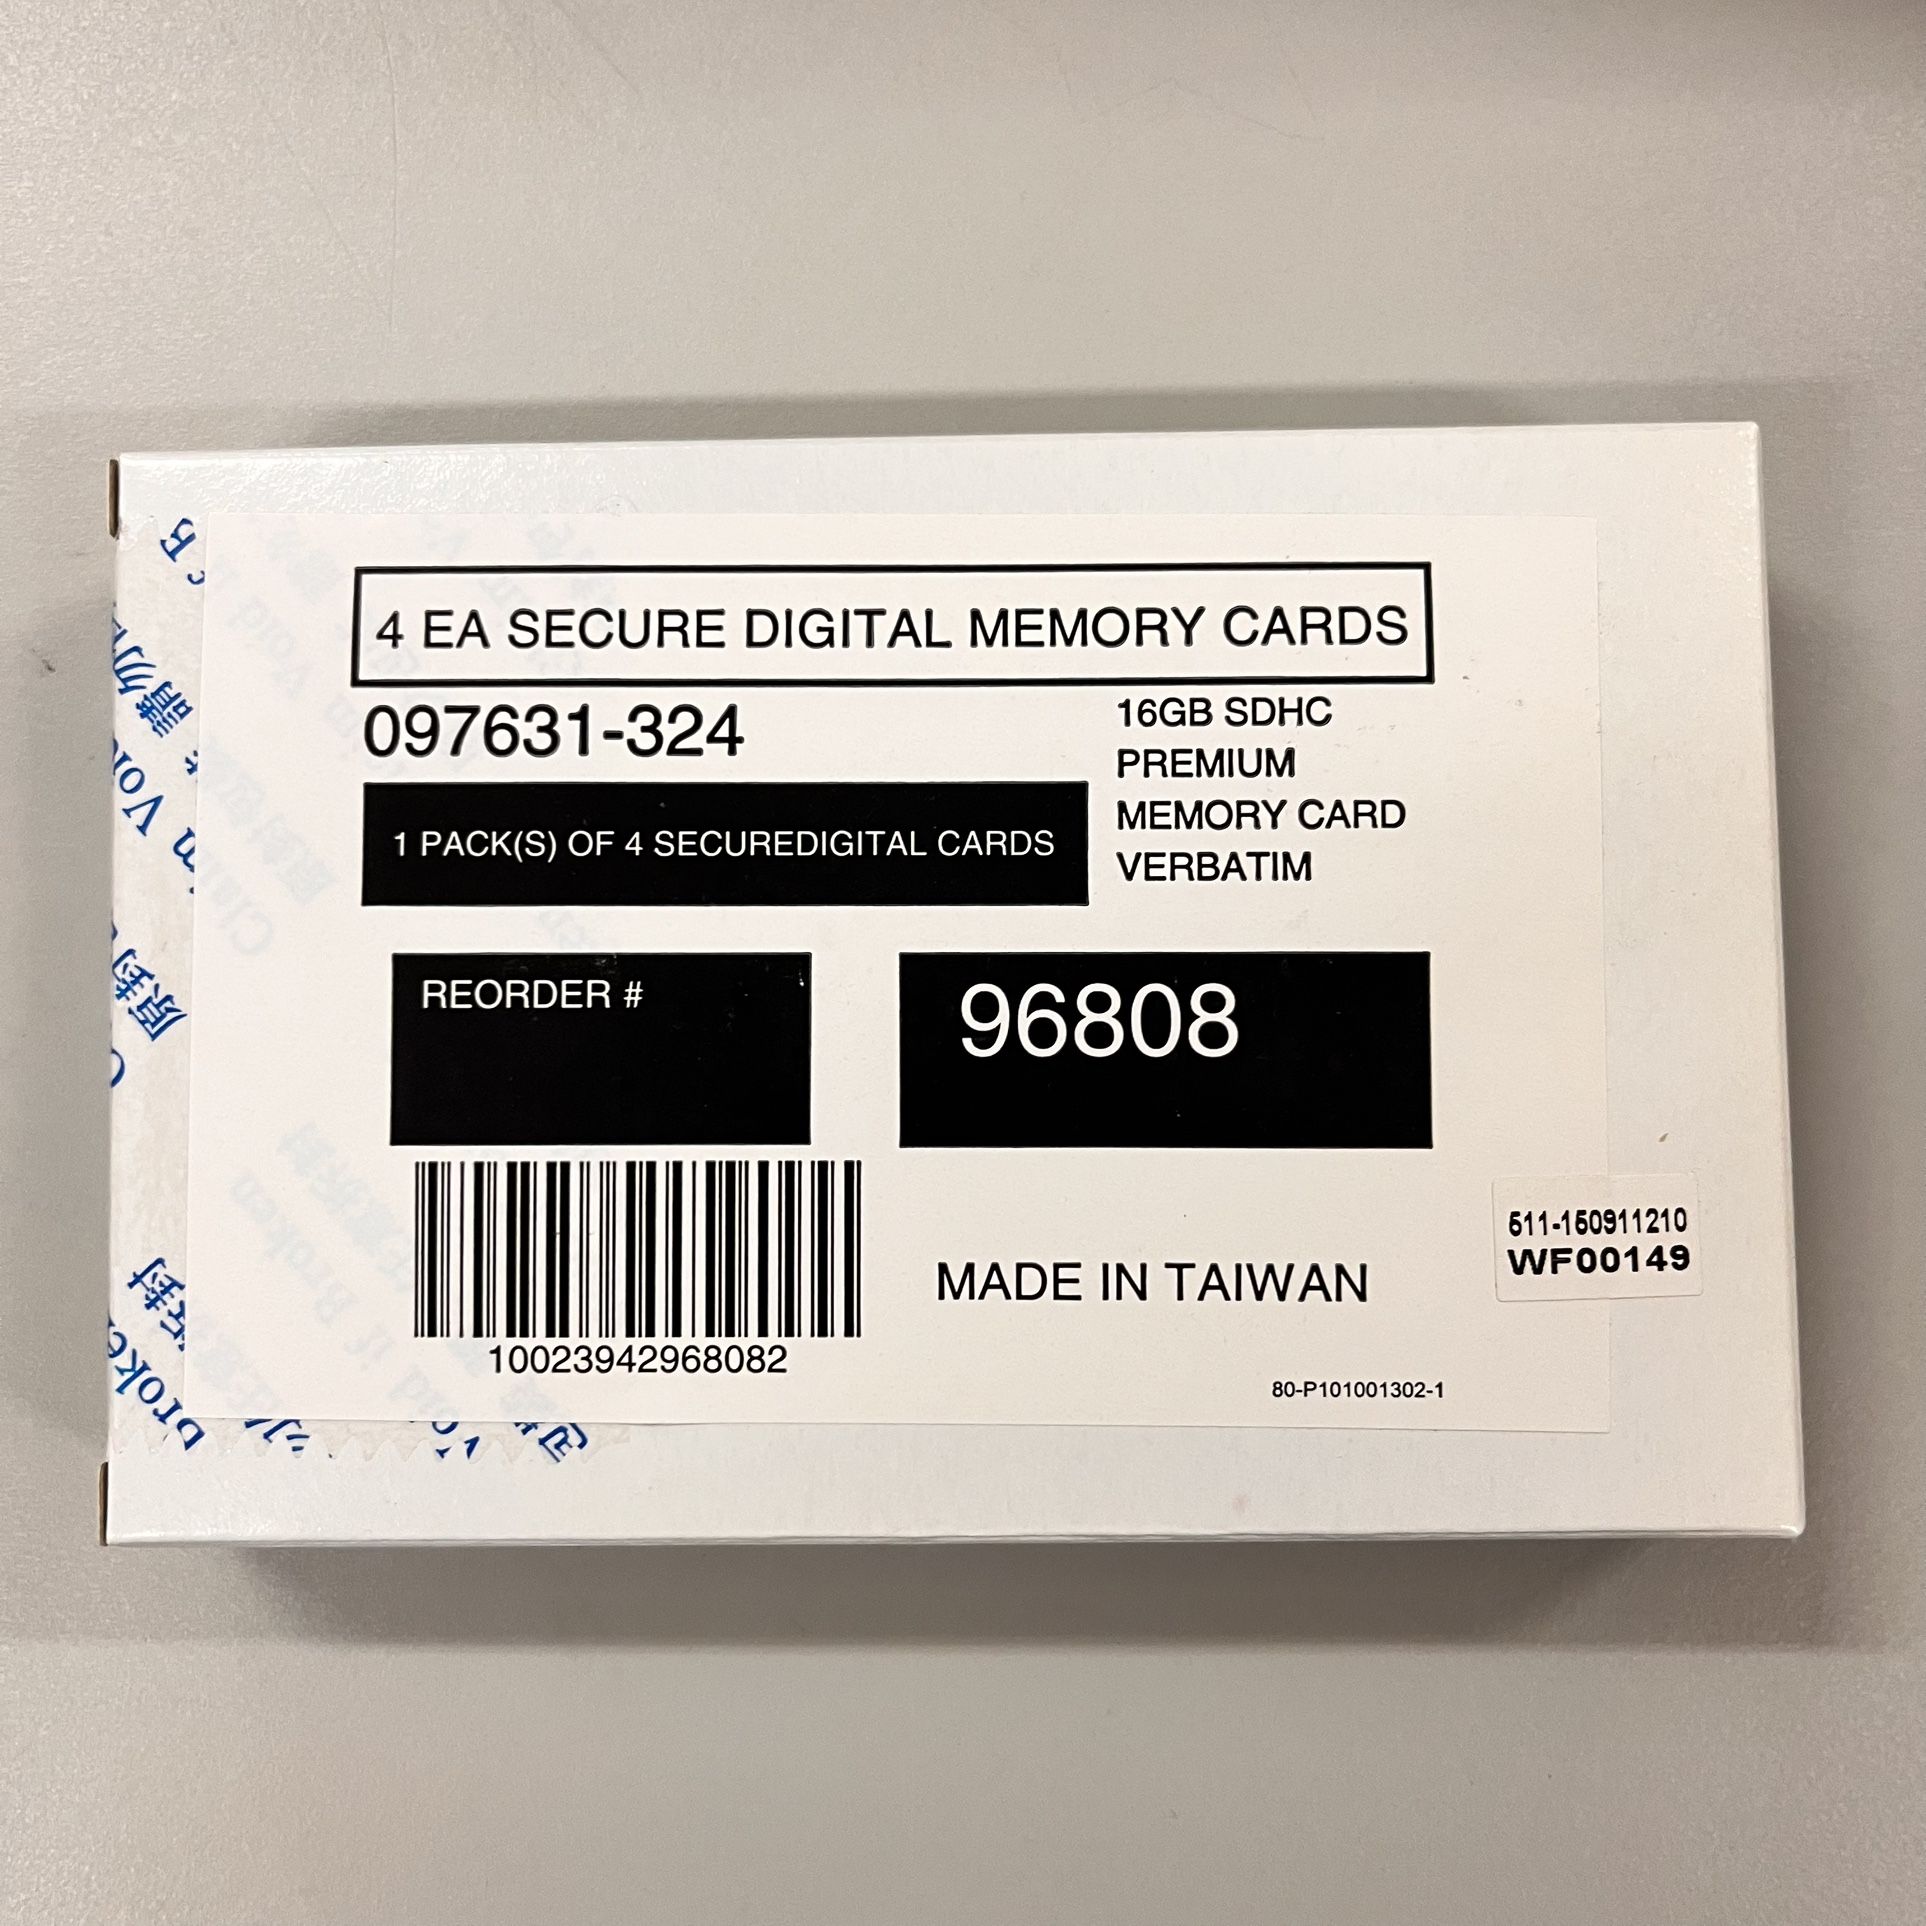 4 EA SECURE DIGITAL MEMORY CARDS
097631-324
16GB SDHC
PREMIUM
MEMORY CARD
VERBATIM
1 PACK(S) OF 4 SECUREDIGITAL CARDS
REORDER #
96808
10023942968082
MADE IN TAIWAN
511-150911210
WF00149
80-P101001302-1